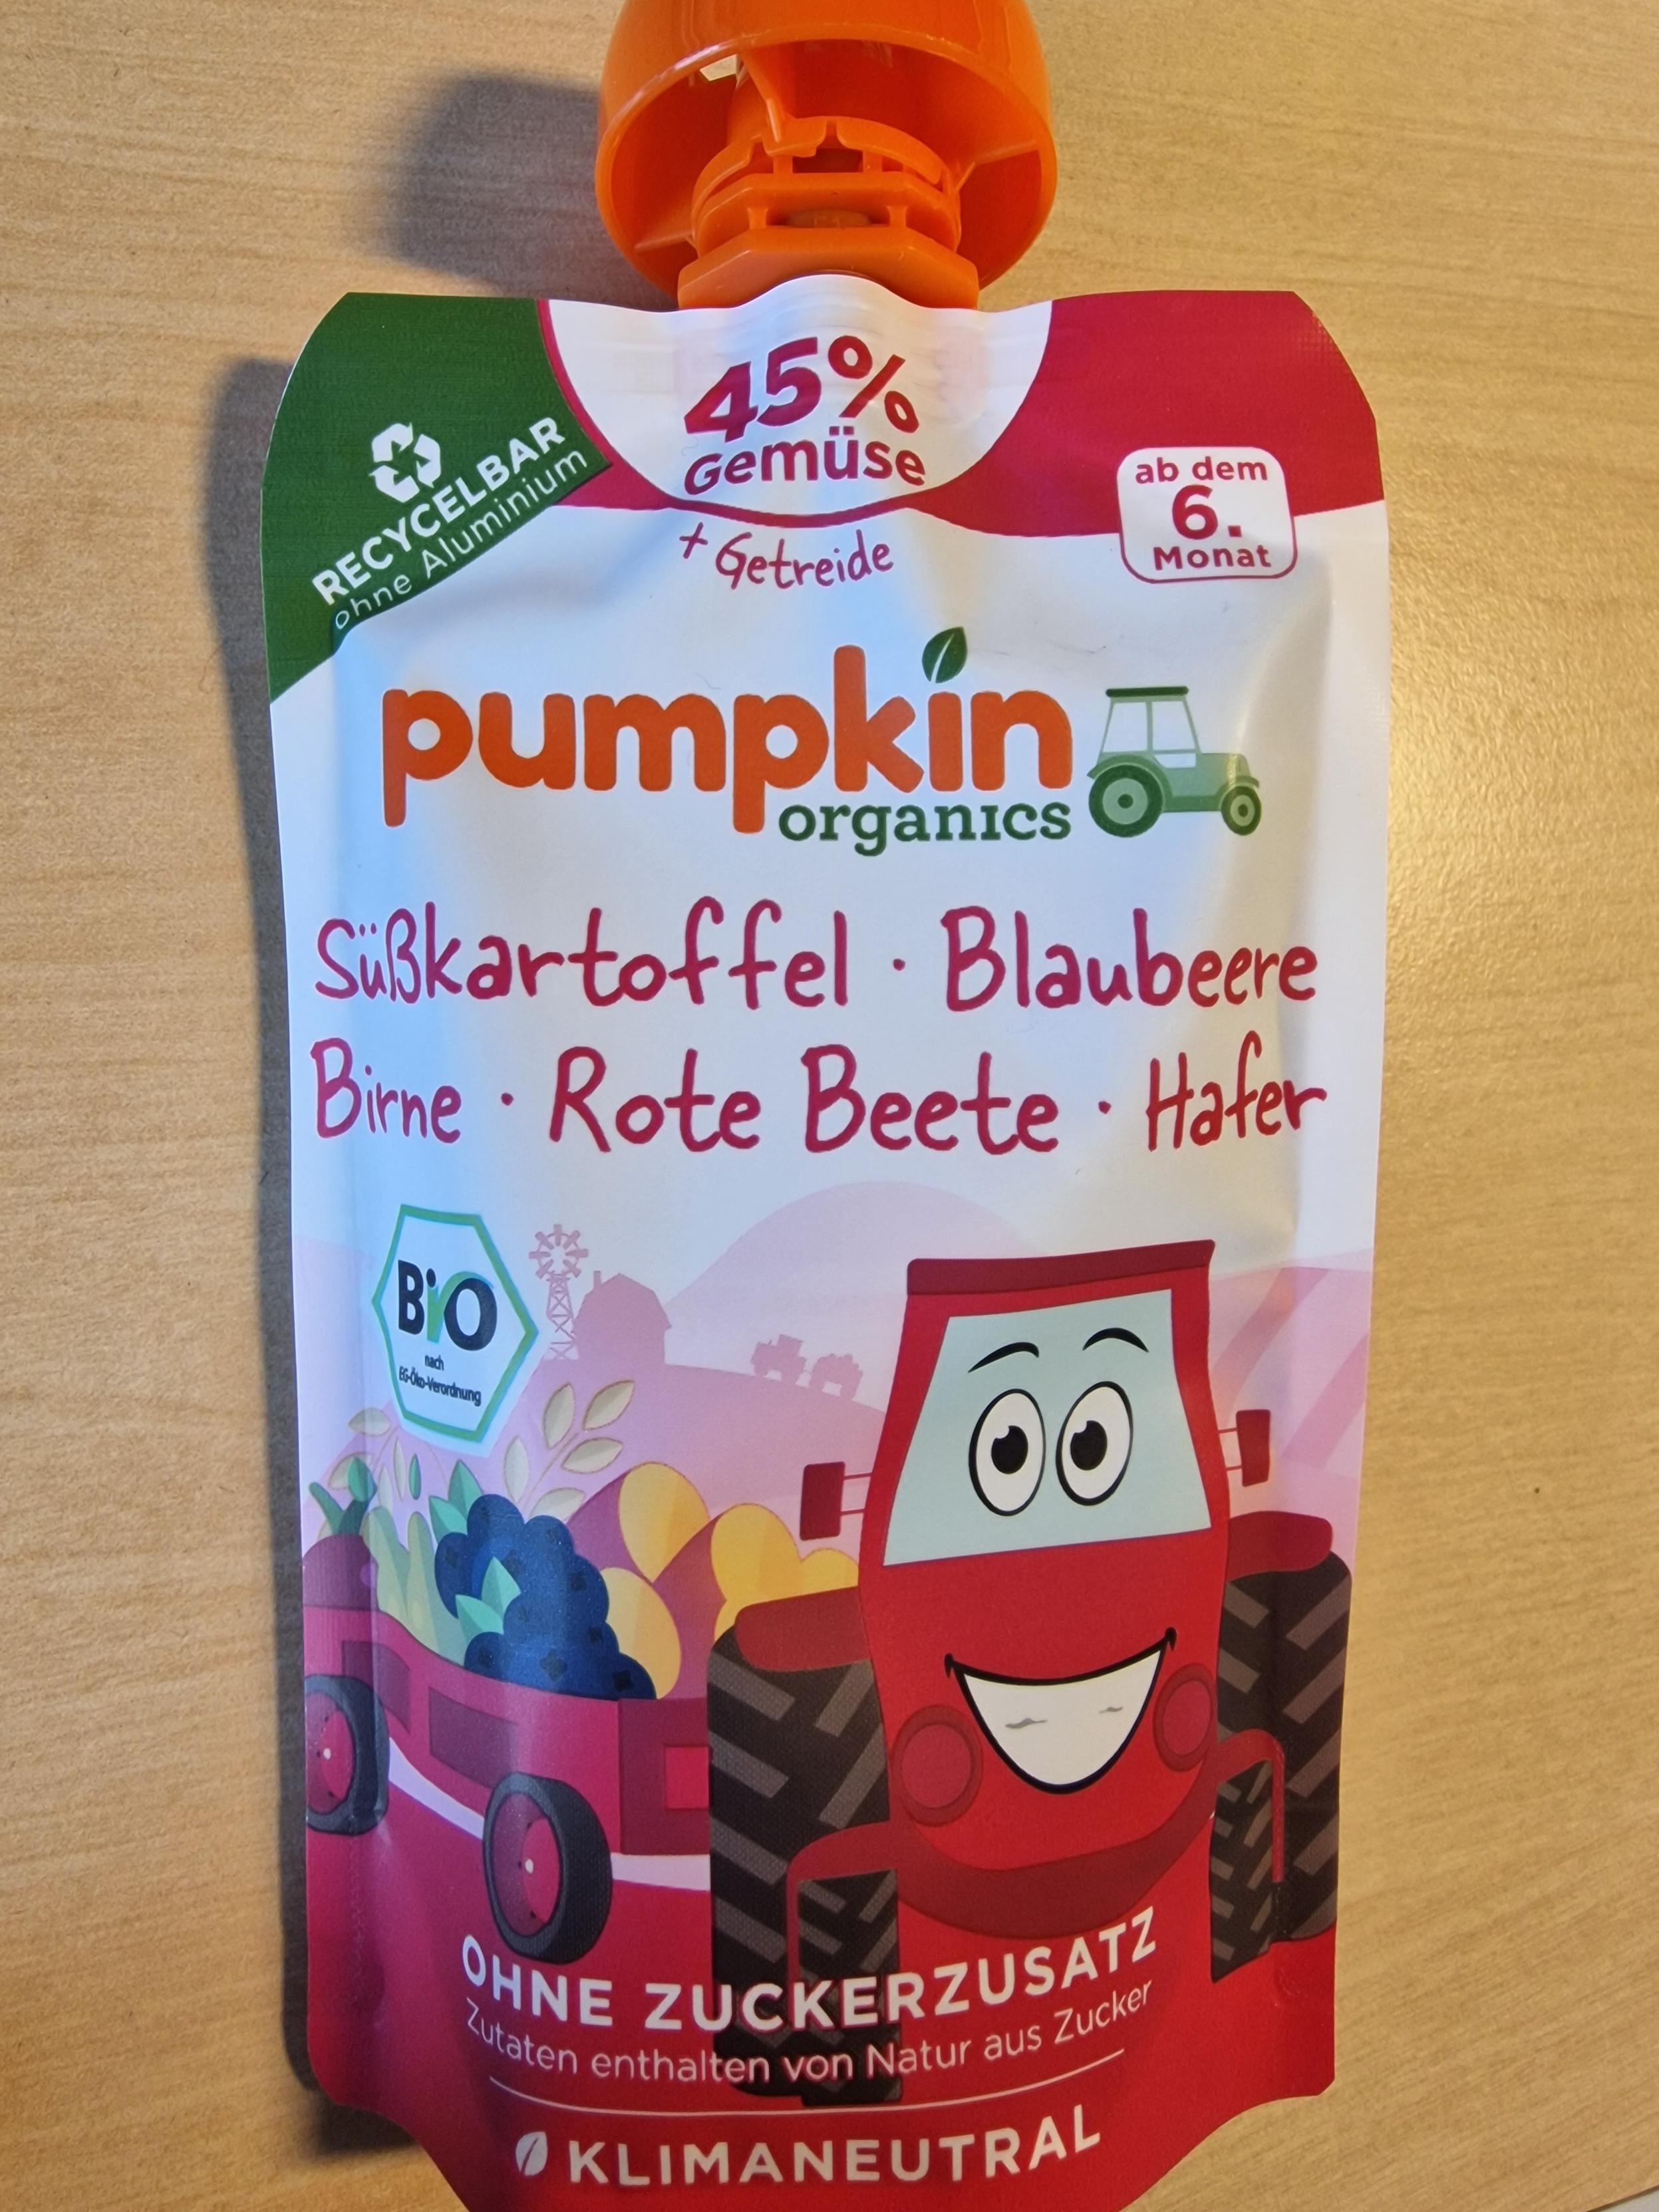 45%
Gemüse
+ Getreide
RECYCELBAR
ohne Aluminium
ab dem
6.
Monat
pumpkin
organics
Süßkartoffel · Blaubeere
Birne · Rote Beete · Hafer
Bio
nach
EG-Öko-Verordnung
OHNE ZUCKERZUSATZ
Zutaten enthalten von Natur aus Zucker
KLIMANEUTRAL